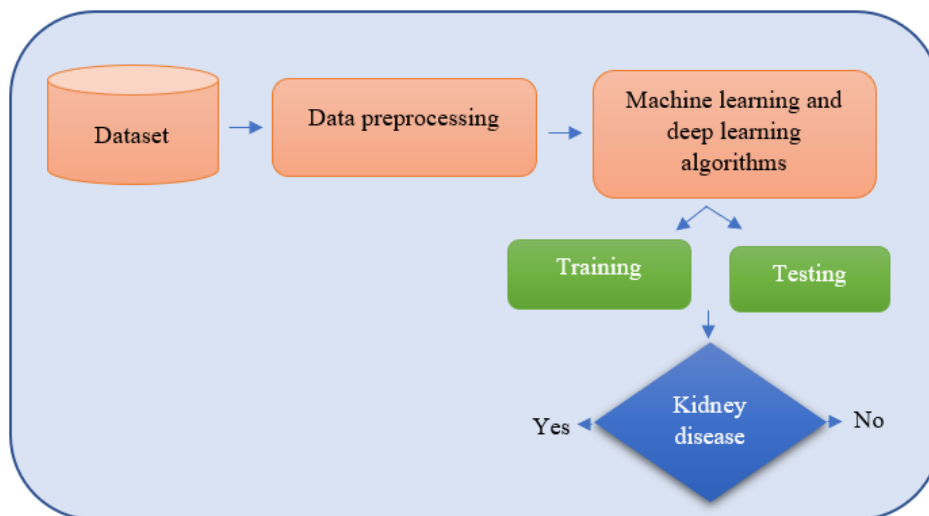 Dataset
Data preprocessing
Machine learning and
deep learning
algorithms
Training
Testing
Kidney
disease
Yes
No